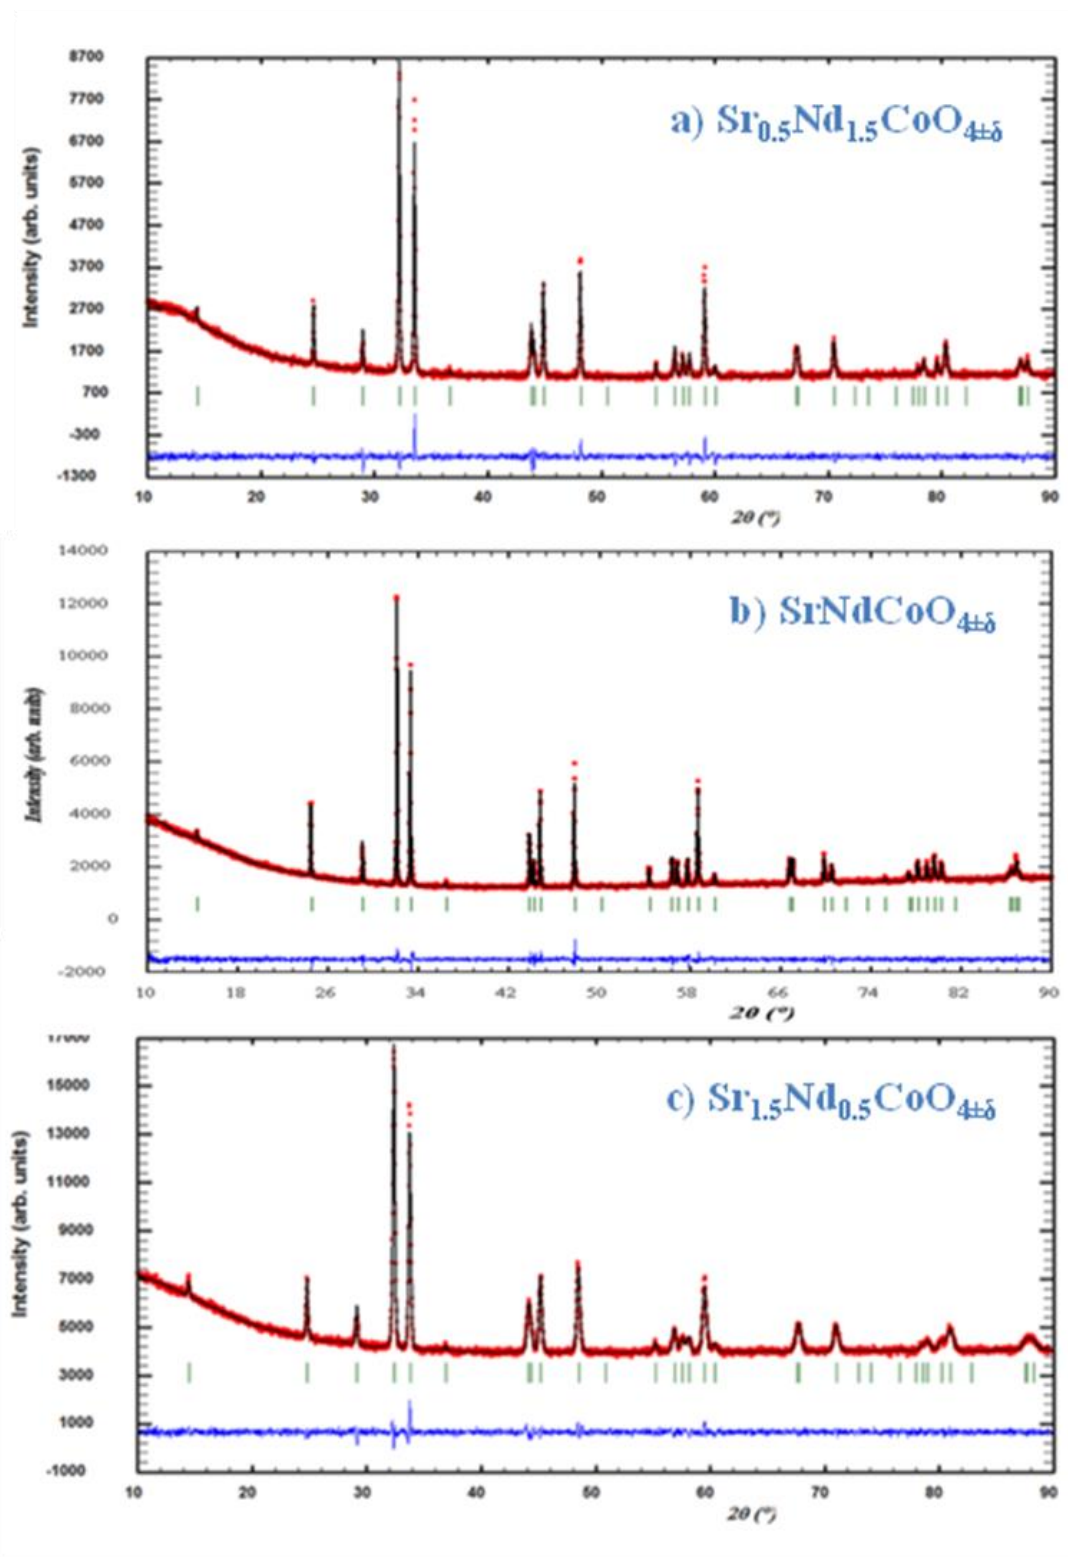 8700
7700
6700
5700
4700
3700
2700
1700
700
-300
-1300
Intensity (arb. units)
a) Sr0.5Nd1.5CoO4±δ
10 20 30 40 50 60 70 80 90
2θ (°)
14000
12000
10000
8000
6000
4000
2000
0
-2000
Intensity (arb. units)
b) SrNdCoO4±δ
10 18 26 34 42 50 58 66 74 82 90
2θ (°)
17000
15000
13000
11000
9000
7000
5000
3000
1000
-1000
Intensity (arb. units)
c) Sr1.5Nd0.5CoO4±δ
10 20 30 40 50 60 70 80 90
2θ (°)